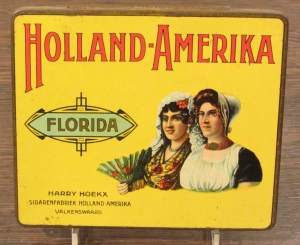 HOLLAND-AMERIKA
FLORIDA
HARRY HOEKX
SIGARENFABRIEK HOLLAND-AMERIKA
VALKENSWAARD